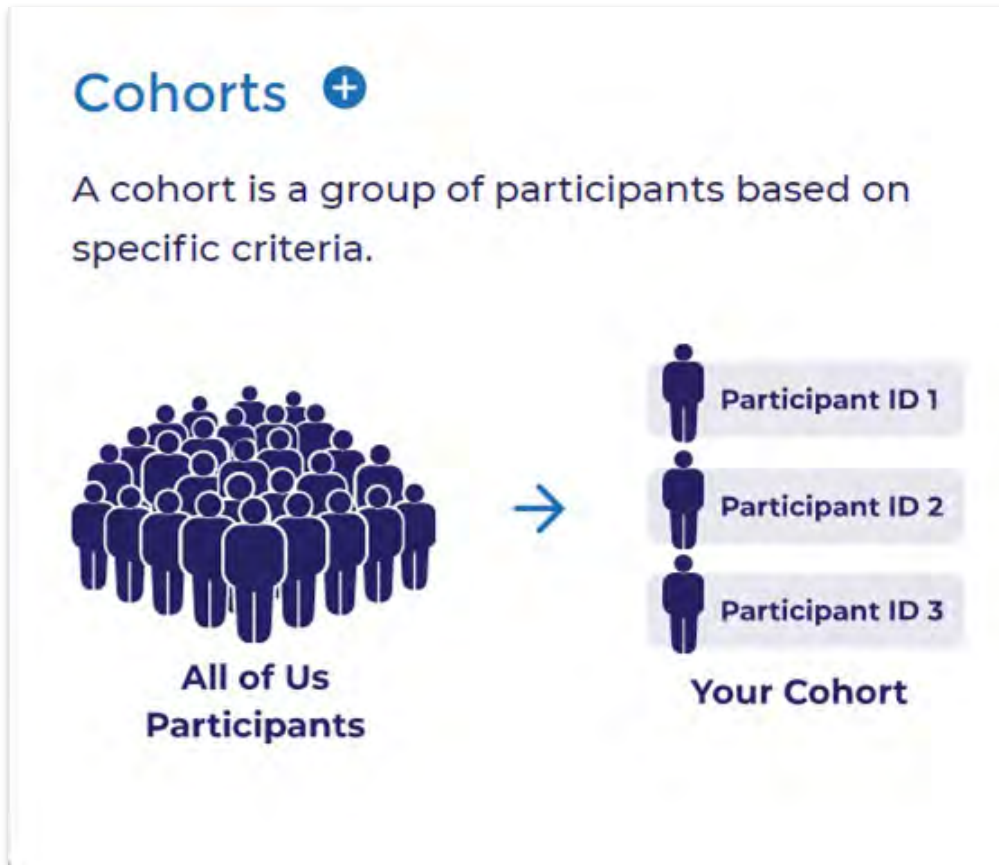 Cohorts
A cohort is a group of participants based on
specific criteria.
Participant ID 1
Participant ID 2
Participant ID 3
All of Us
Participants
Your Cohort